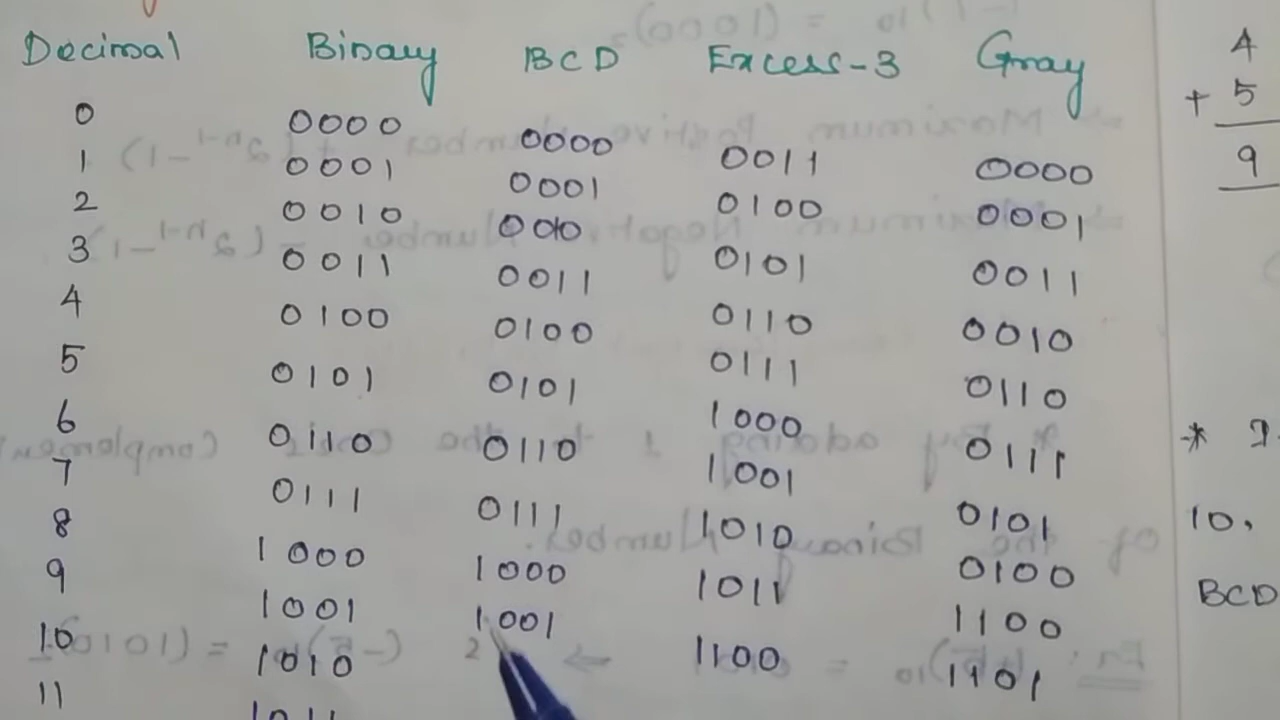 Decimal Binary BCD Excess-3 Gray
0 0000 0000 0011 0000
1 0001 0001 0100 0001
2 0010 0010 0101 0011
3 0011 0011 0110 0010
4 0100 0100 0111 0110
5 0101 0101 1000 0111
6 0110 0110 1001 0101
7 0111 0111 1010 0100
8 1000 1000 1011 1100
9 1001 1001 1100 1101
10 1010
11 1011
4
+ 5
9
*
10.
BCD